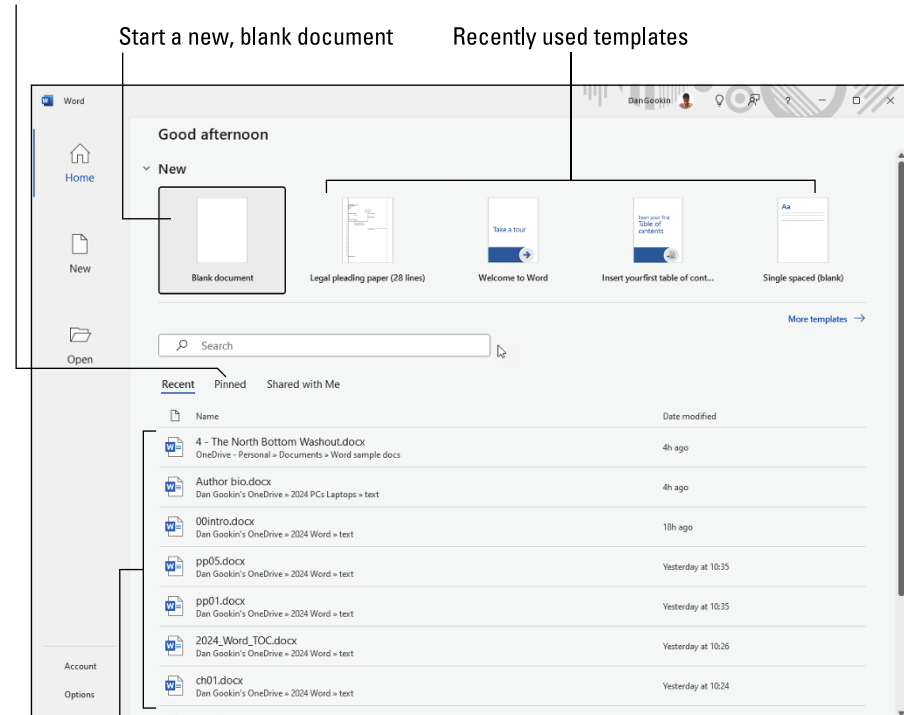 Start a new, blank document
Recently used templates
Word
Dan Gookin
?
Good afternoon
Home
New
Open
Account
Options
New
Take a tour
Insert your first
Table of
contents
Aa
Blank document
Legal pleading paper (28 lines)
Welcome to Word
Insert your first table of cont...
Single spaced (blank)
More templates
Search
Recent
Pinned
Shared with Me
Name
Date modified
4 - The North Bottom Washout.docx
OneDrive - Personal » Documents » Word sample docs
4h ago
Author bio.docx
Dan Gookin's OneDrive » 2024 PCs Laptops » text
4h ago
00intro.docx
Dan Gookin's OneDrive » 2024 Word » text
18h ago
pp05.docx
Dan Gookin's OneDrive » 2024 Word » text
Yesterday at 10:35
pp01.docx
Dan Gookin's OneDrive » 2024 Word » text
Yesterday at 10:35
2024_Word_TOC.docx
Dan Gookin's OneDrive » 2024 Word » text
Yesterday at 10:26
ch01.docx
Dan Gookin's OneDrive » 2024 Word » text
Yesterday at 10:24